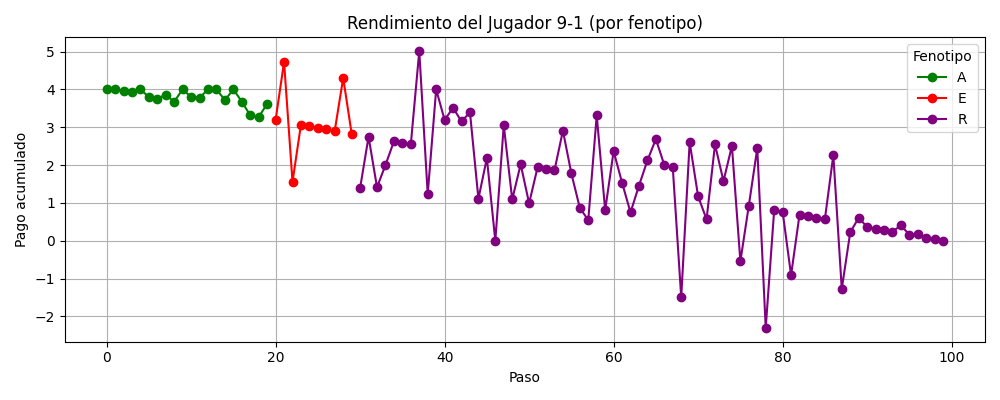 Rendimiento del Jugador 9-1 (por fenotipo)
Pago acumulado
5
4
3
2
1
0
−1
−2
0
20
40
60
80
100
Paso
Fenotipo
A
E
R